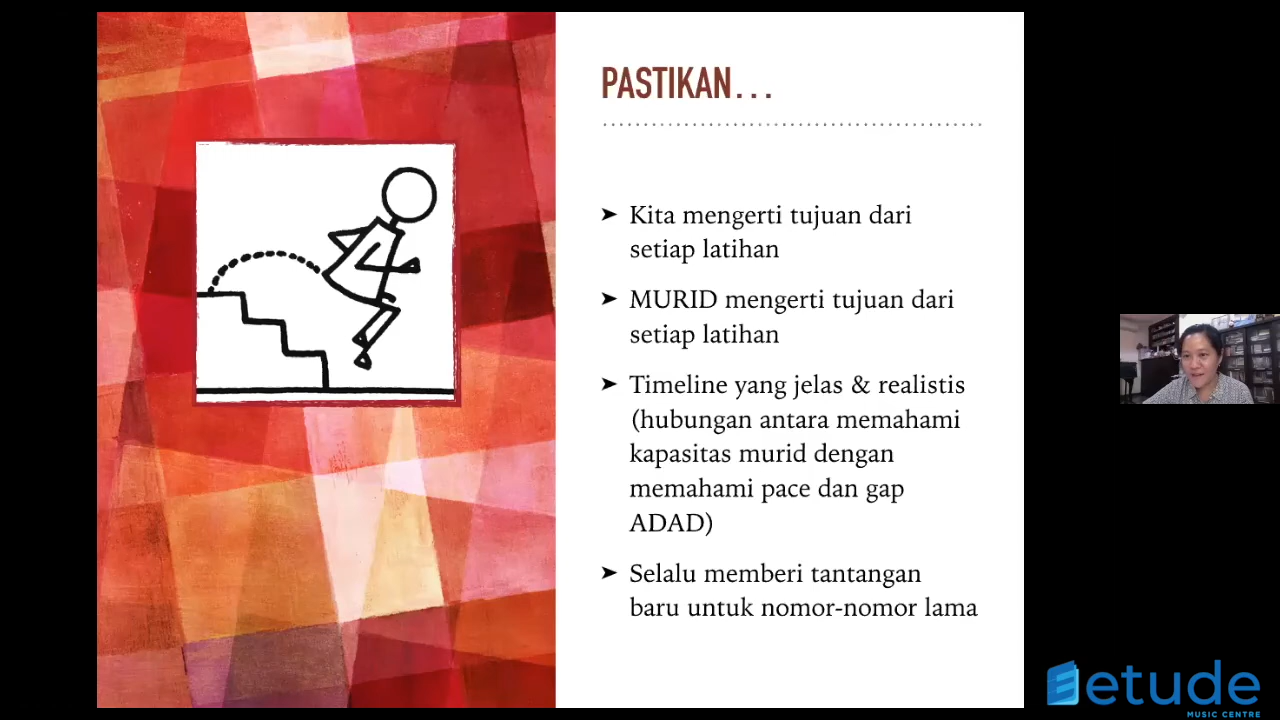 PASTIKAN...
➤ Kita mengerti tujuan dari
setiap latihan
➤ MURID mengerti tujuan dari
setiap latihan
➤ Timeline yang jelas & realistis
(hubungan antara memahami
kapasitas murid dengan
memahami pace dan gap
ADAD)
➤ Selalu memberi tantangan
baru untuk nomor-nomor lama
etude
MUSIC CENTRE